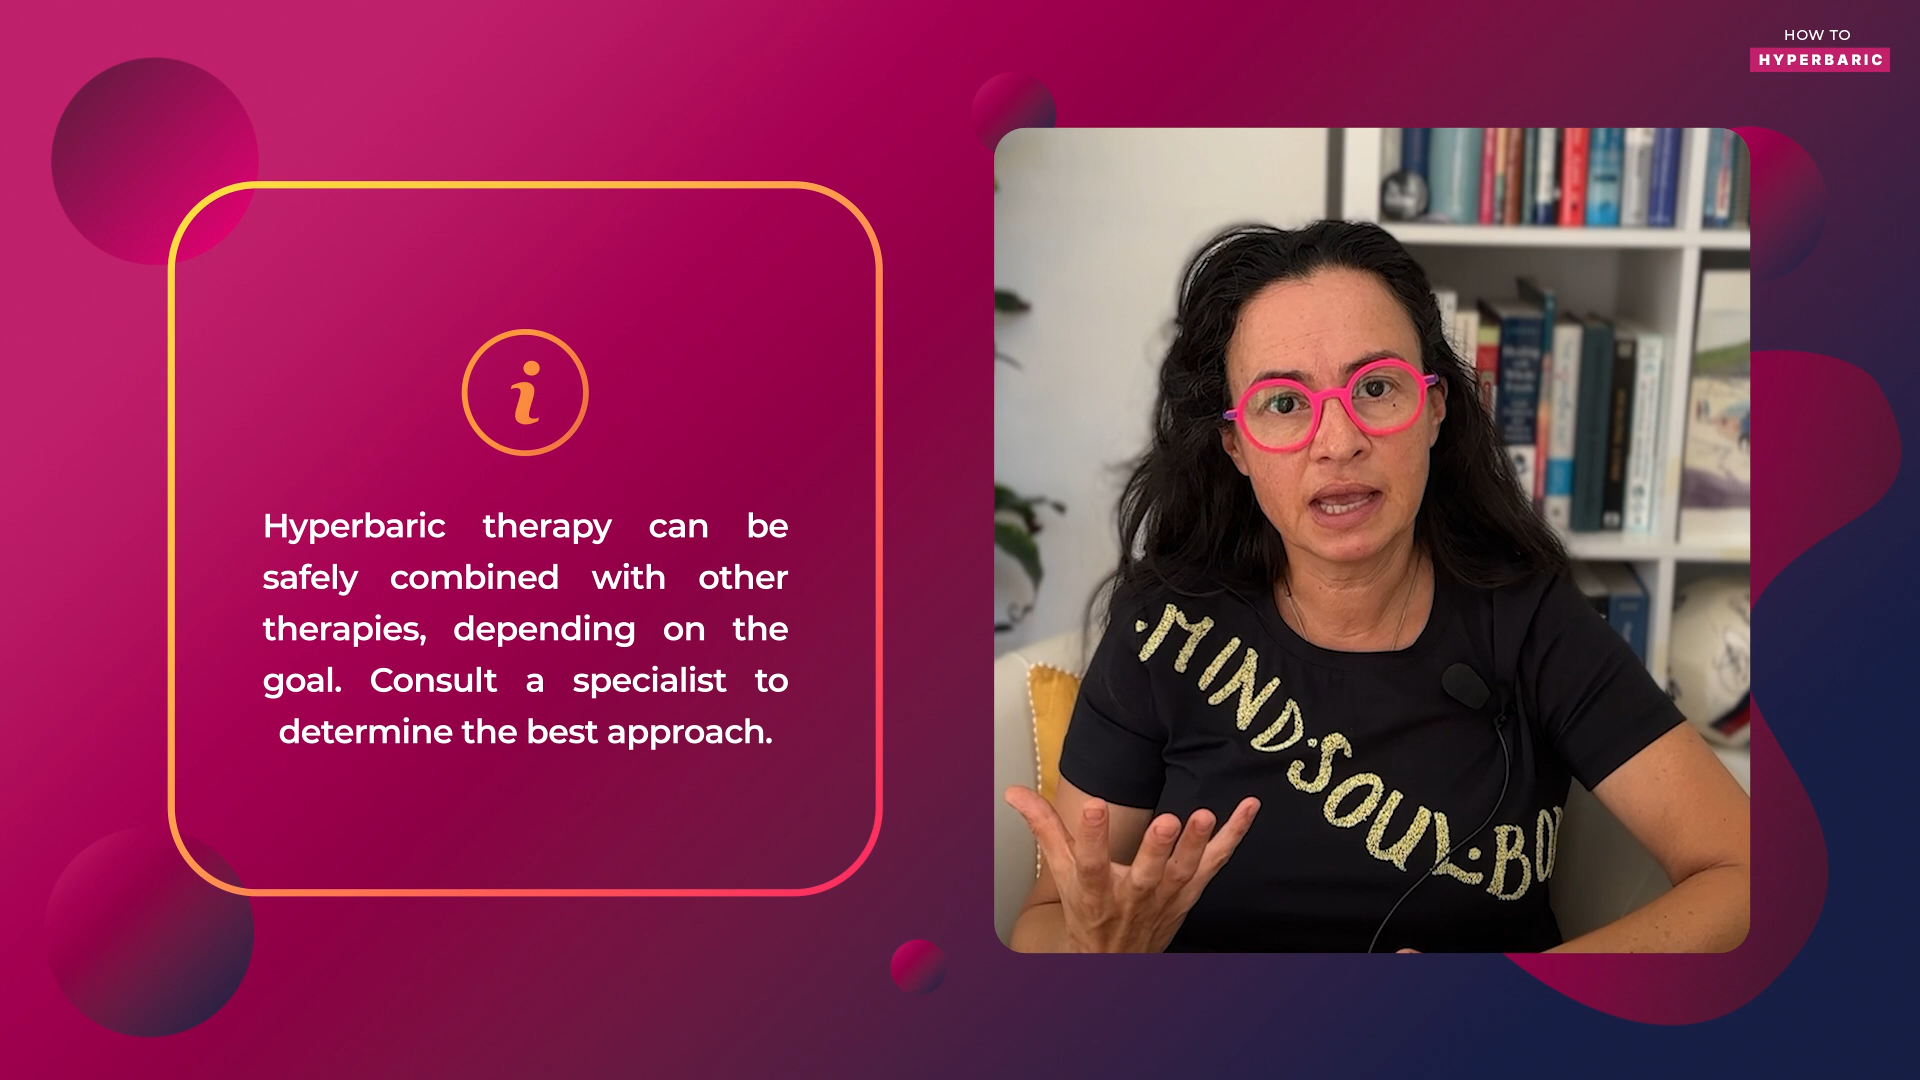 HOW TO
HYPERBARIC
i
Hyperbaric therapy can be
safely combined with other
therapies, depending on the
goal. Consult a specialist to
determine the best approach.
·MIND·SOUL·BO